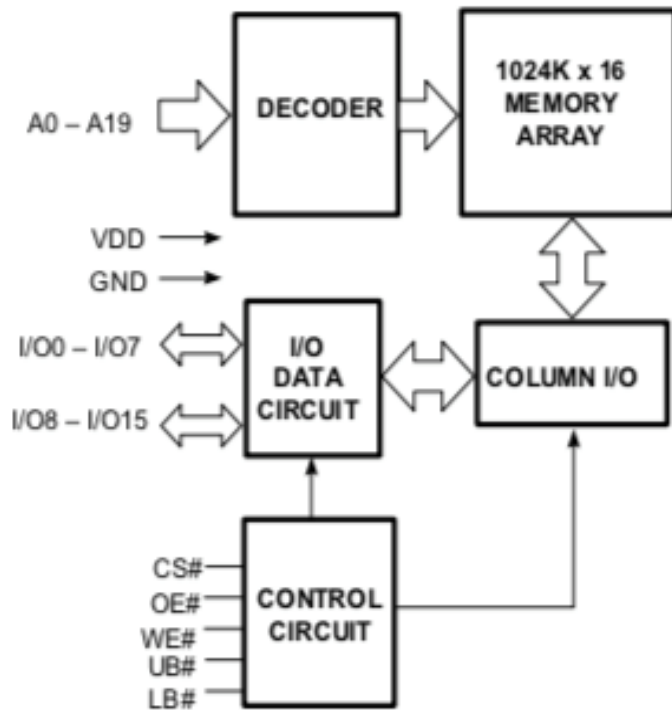 A0 – A19
DECODER
1024K x 16
MEMORY
ARRAY
VDD
GND
I/O0 – I/O7
I/O8 – I/O15
I/O
DATA
CIRCUIT
COLUMN I/O
CS#
OE#
WE#
UB#
LB#
CONTROL
CIRCUIT